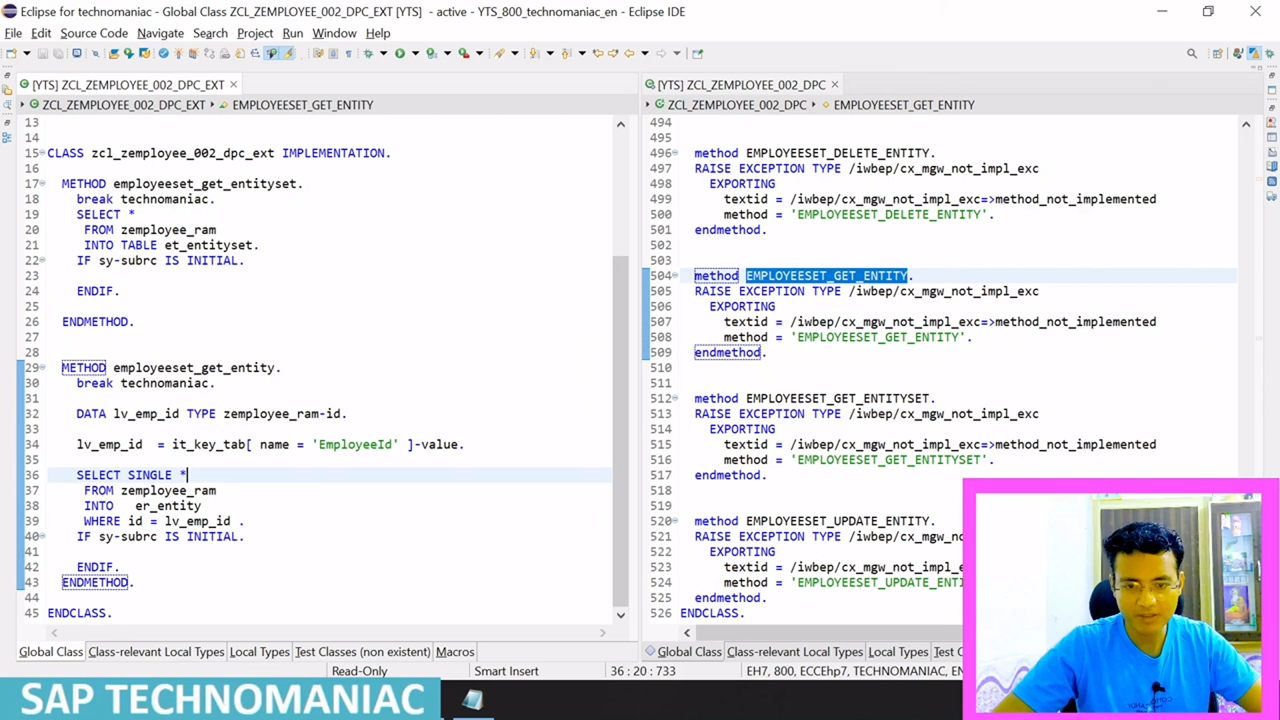 Eclipse for technomaniac - Global Class ZCL_ZEMPLOYEE_002_DPC_EXT [YTS] - active - YTS_800_technomaniac_en - Eclipse IDE
File Edit Source Code Navigate Search Project Run Window Help
[YTS] ZCL_ZEMPLOYEE_002_DPC_EXT
ZCL_ZEMPLOYEE_002_DPC_EXT EMPLOYEESET_GET_ENTITY
13
14
15 CLASS zcl_zemployee_002_dpc_ext IMPLEMENTATION.
16
17 METHOD employeeset_get_entityset.
18 break technomaniac.
19 SELECT *
20 FROM zemployee_ram
21 INTO TABLE et_entityset.
22 IF sy-subrc IS INITIAL.
23
24 ENDIF.
25
26 ENDMETHOD.
27
28
29 METHOD employeeset_get_entity.
30 break technomaniac.
31
32 DATA lv_emp_id TYPE zemployee_ram-id.
33
34 lv_emp_id = it_key_tab[ name = 'EmployeeId' ]-value.
35
36 SELECT SINGLE *
37 FROM zemployee_ram
38 INTO er_entity
39 WHERE id = lv_emp_id .
40 IF sy-subrc IS INITIAL.
41
42 ENDIF.
43 ENDMETHOD.
44
45 ENDCLASS.
Global Class Class-relevant Local Types Local Types Test Classes (non existent) Macros
[YTS] ZCL_ZEMPLOYEE_002_DPC
ZCL_ZEMPLOYEE_002_DPC EMPLOYEESET_GET_ENTITY
494
495
496 method EMPLOYEESET_DELETE_ENTITY.
497 RAISE EXCEPTION TYPE /iwbep/cx_mgw_not_impl_exc
498 EXPORTING
499 textid = /iwbep/cx_mgw_not_impl_exc=>method_not_implemented
500 method = 'EMPLOYEESET_DELETE_ENTITY'.
501 endmethod.
502
503
504 method EMPLOYEESET_GET_ENTITY.
505 RAISE EXCEPTION TYPE /iwbep/cx_mgw_not_impl_exc
506 EXPORTING
507 textid = /iwbep/cx_mgw_not_impl_exc=>method_not_implemented
508 method = 'EMPLOYEESET_GET_ENTITY'.
509 endmethod.
510
511
512 method EMPLOYEESET_GET_ENTITYSET.
513 RAISE EXCEPTION TYPE /iwbep/cx_mgw_not_impl_exc
514 EXPORTING
515 textid = /iwbep/cx_mgw_not_impl_exc=>method_not_implemented
516 method = 'EMPLOYEESET_GET_ENTITYSET'.
517 endmethod.
518
519
520 method EMPLOYEESET_UPDATE_ENTITY.
521 RAISE EXCEPTION TYPE /iwbep/cx_mgw_not_im
522 EXPORTING
523 textid = /iwbep/cx_mgw_not_impl_e
524 method = 'EMPLOYEESET_UPDATE_ENTI
525 endmethod.
526 ENDCLASS.
Global Class Class-relevant Local Types Local Types Test C
Read-Only Smart Insert 36 : 20 : 733 EH7, 800, ECCEhp7, TECHNOMANIAC, EN
SAP TECHNOMANIAC